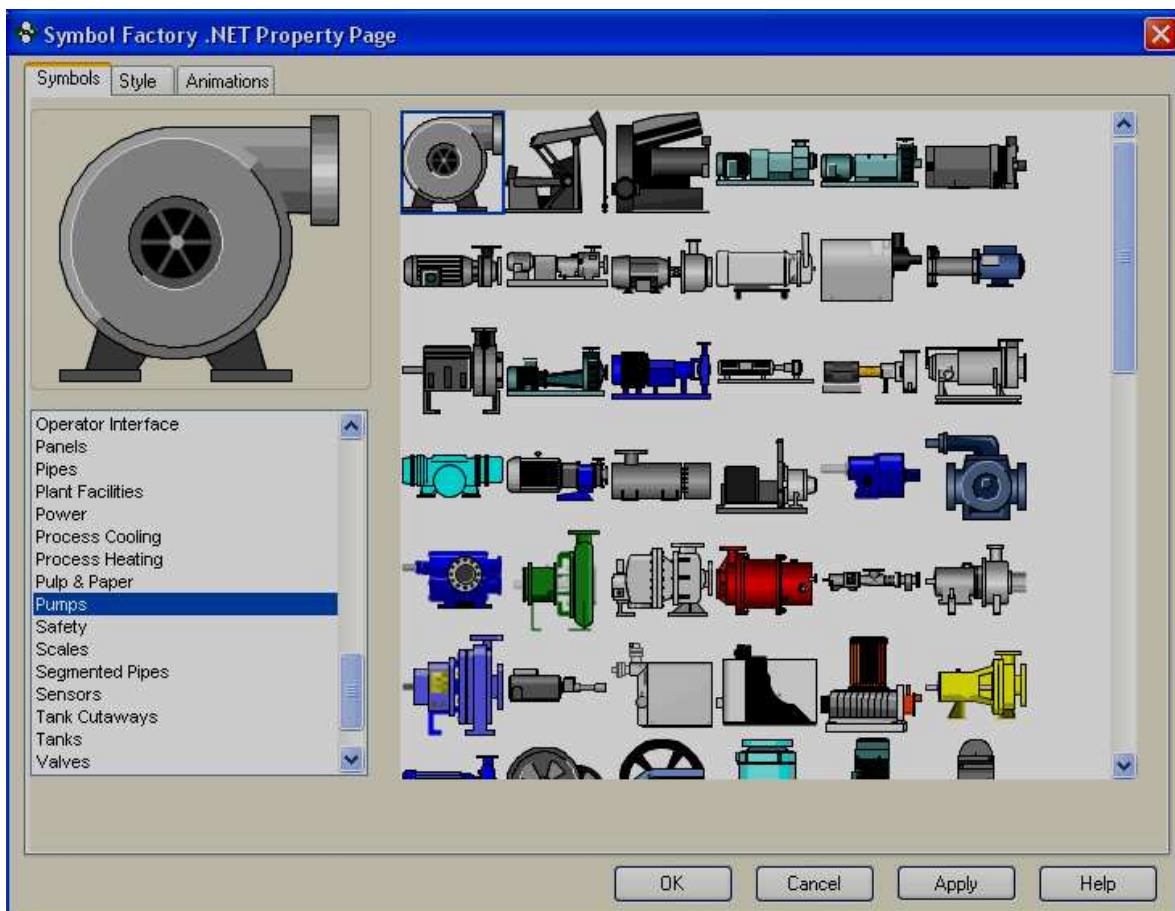 Symbol Factory .NET Property Page
Symbols Style Animations
Operator Interface
Panels
Pipes
Plant Facilities
Power
Process Cooling
Process Heating
Pulp & Paper
Pumps
Safety
Scales
Segmented Pipes
Sensors
Tank Cutaways
Tanks
Valves
OK Cancel Apply Help